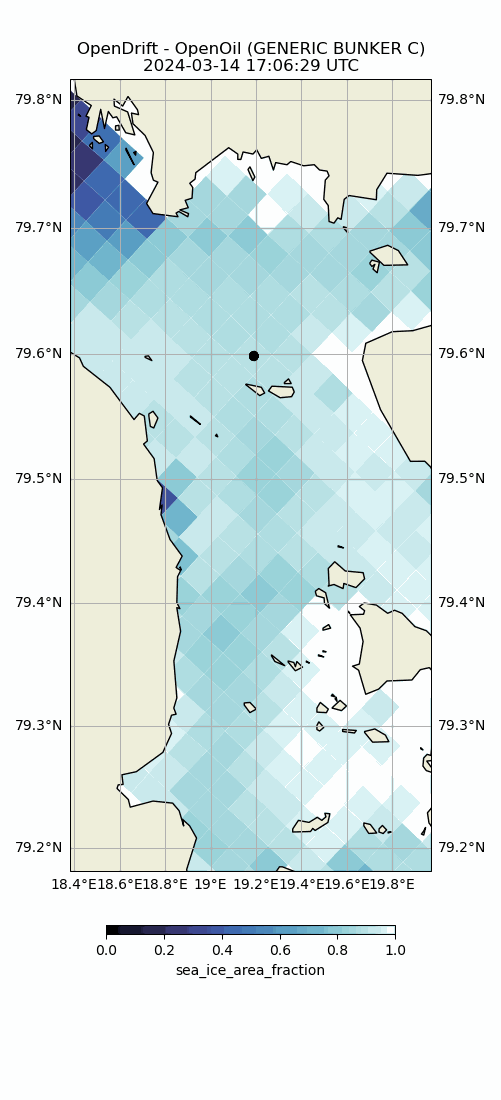 OpenDrift - OpenOil (GENERIC BUNKER C)
2024-03-14 17:06:29 UTC
79.8°N 79.8°N
79.7°N 79.7°N
79.6°N 79.6°N
79.5°N 79.5°N
79.4°N 79.4°N
79.3°N 79.3°N
79.2°N 79.2°N
18.4°E 18.6°E 18.8°E 19°E 19.2°E 19.4°E 19.6°E 19.8°E
0.0 0.2 0.4 0.6 0.8 1.0
sea_ice_area_fraction